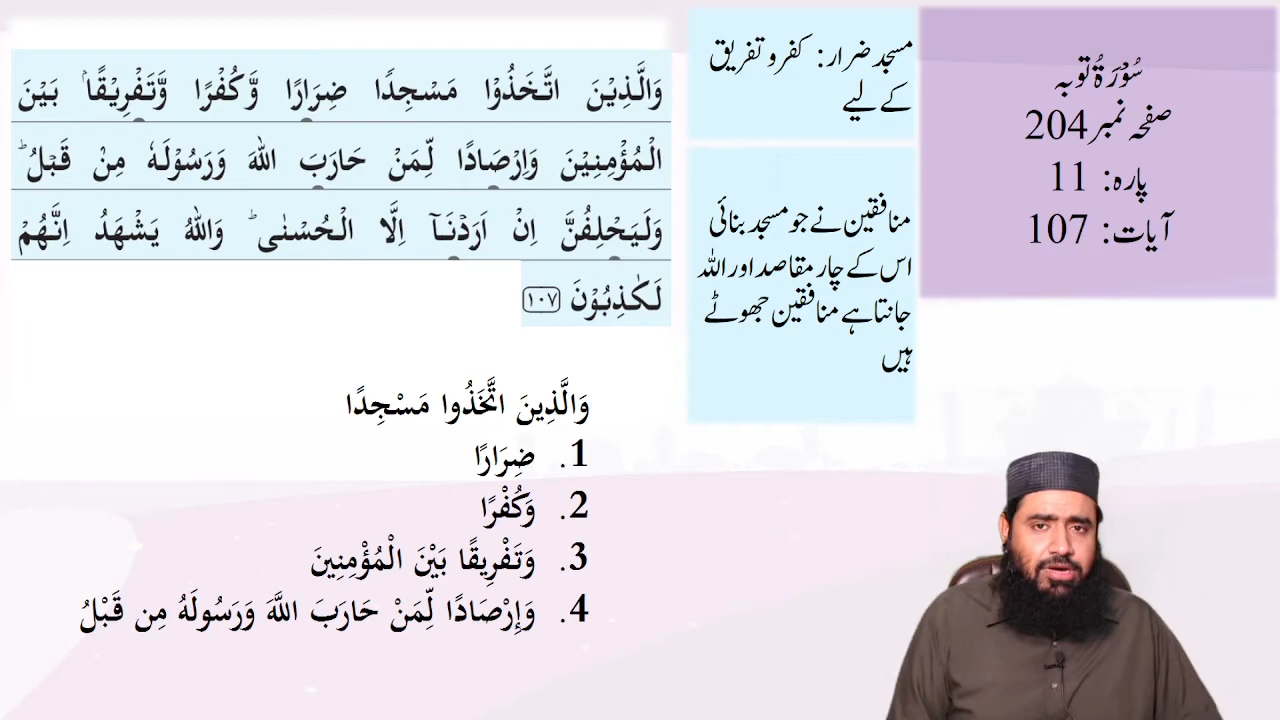 سُوْرَۃُ توبہ
صفحہ نمبر 204
پارہ: 11
آیات: 107
مسجد ضرار: کفر و تفریق
کے لیے
منافقین نے جو مسجد بنائی
اس کے چار مقاصد اور اللہ
جانتا ہے منافقین جھوٹے
ہیں
وَالَّذِيْنَ اتَّخَذُوْا مَسْجِدًا ضِرَارًا وَّكُفْرًا وَّتَفْرِيْقًاۢ بَيْنَ
الْمُؤْمِنِيْنَ وَاِرْصَادًا لِّمَنْ حَارَبَ اللّٰهَ وَرَسُوْلَهٗ مِنْ قَبْلُ ؕ
وَلَيَحْلِفُنَّ اِنْ اَرَدْنَاۤ اِلَّا الْحُسْنٰى ؕ وَاللّٰهُ يَشْهَدُ اِنَّهُمْ
لَكٰذِبُوْنَ ۝۱۰۷
وَالَّذِينَ اتَّخَذُوا مَسْجِدًا
1. ضِرَارًا
2. وَكُفْرًا
3. وَتَفْرِيقًا بَيْنَ الْمُؤْمِنِينَ
4. وَإِرْصَادًا لِّمَنْ حَارَبَ اللَّهَ وَرَسُولَهُ مِن قَبْلُ